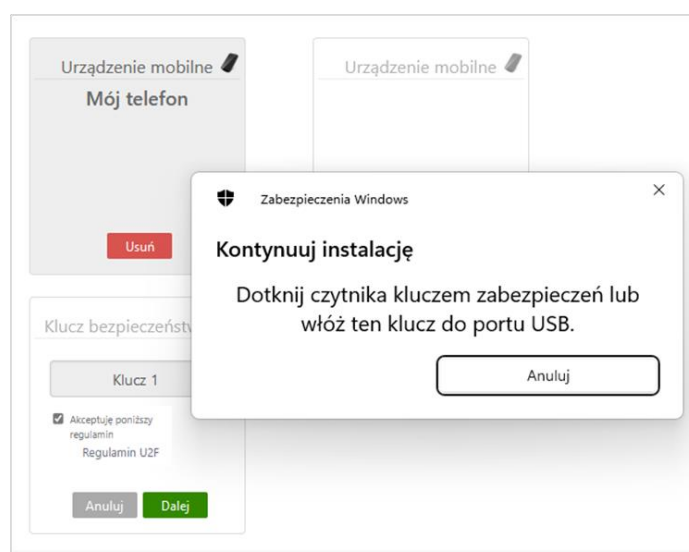 Urządzenie mobilne
Mój telefon
Usuń
Urządzenie mobilne
Zabezpieczenia Windows
Kontynuuj instalację
Dotknij czytnika kluczem zabezpieczeń lub
włóż ten klucz do portu USB.
Anuluj
Klucz bezpieczeństw
Klucz 1
Akceptuję poniższy
regulamin
Regulamin U2F
Anuluj
Dalej